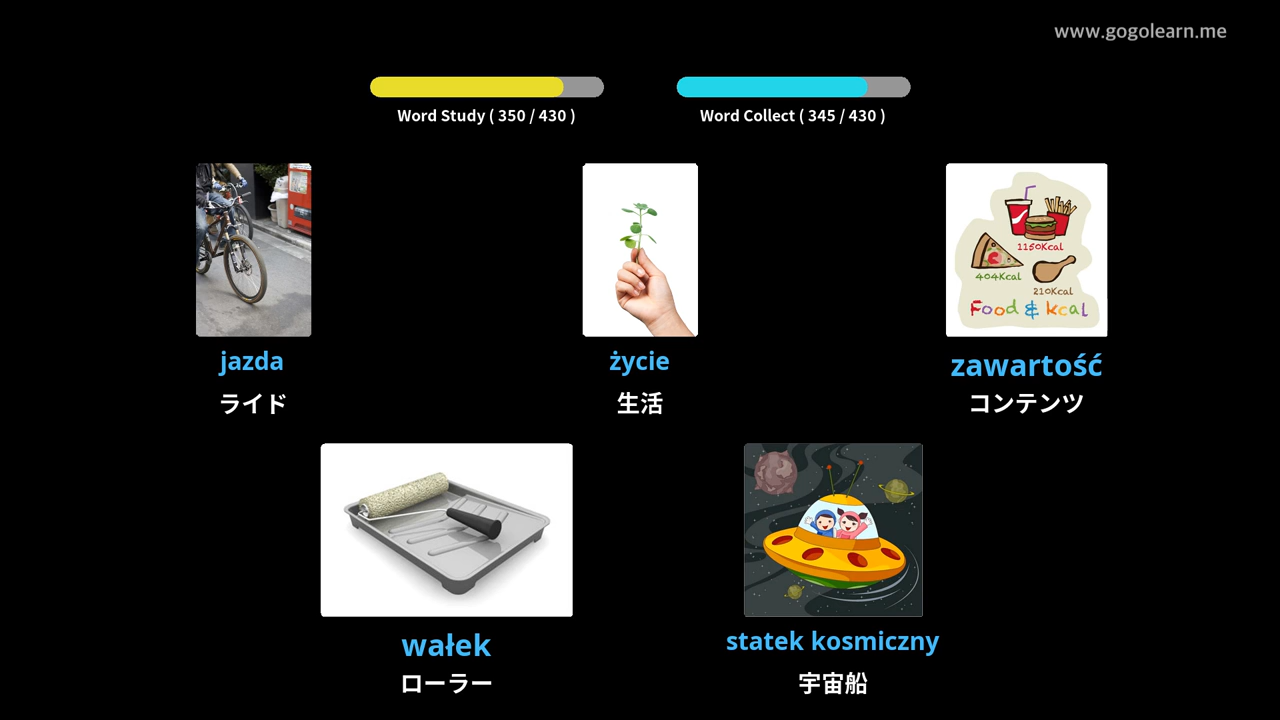 www.gogolearn.me
Word Study ( 350 / 430 )
Word Collect ( 345 / 430 )
1150Kcal
404Kcal
210Kcal
Food & kcal
jazda
życie
zawartość
ライド
生活
コンテンツ
wałek
statek kosmiczny
ローラー
宇宙船